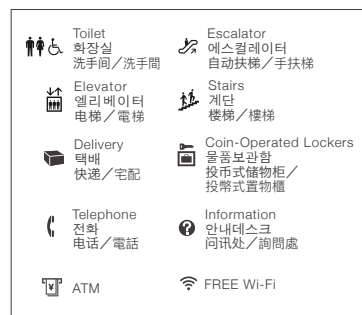 Toilet
화장실
洗手间／洗手間
Escalator
에스컬레이터
自动扶梯／手扶梯
Elevator
엘리베이터
电梯／電梯
Stairs
계단
楼梯／樓梯
Delivery
택배
快递／宅配
Coin-Operated Lockers
물품보관함
投币式储物柜／
投幣式置物櫃
Telephone
전화
电话／電話
Information
안내데스크
问讯处／詢問處
¥
ATM
FREE Wi-Fi